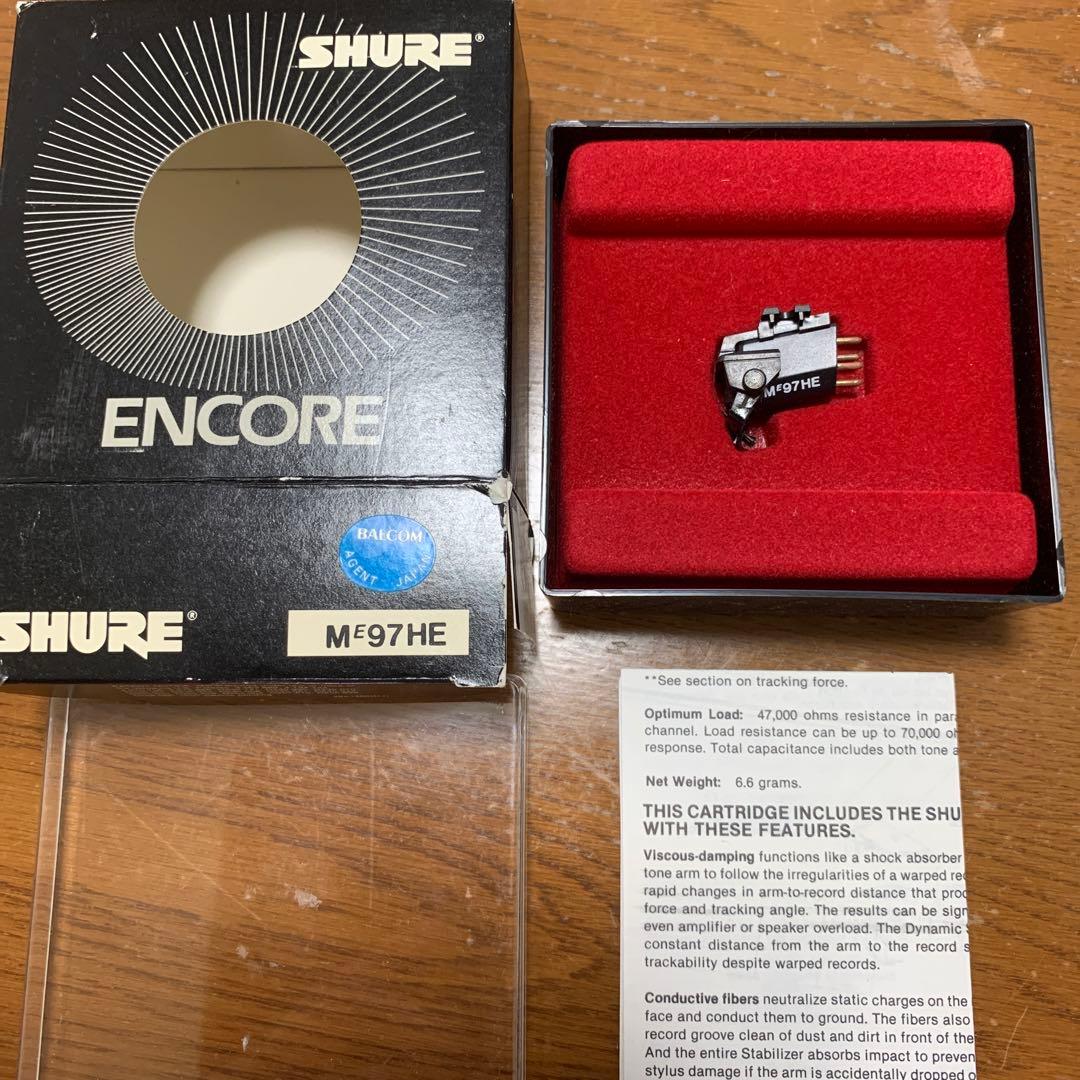 SHURE®
ENCORE
BALCOM
AGENT JAPAN
SHURE®
ME97HE
ME97HE
**See section on tracking force.
Optimum Load: 47,000 ohms resistance in
channel. Load resistance can be up to 70,000
response. Total capacitance includes both tone
Net Weight: 6.6 grams.
THIS CARTRIDGE INCLUDES THE SHU
WITH THESE FEATURES.
Viscous-damping functions like a shock absorber
tone arm to follow the irregularities of a warped
rapid changes in arm-to-record distance that
force and tracking angle. The results can be
even amplifier or speaker overload. The Dynamic
constant distance from the arm to the record
trackability despite warped records.
Conductive fibers neutralize static charges on the
face and conduct them to ground. The fibers also
record groove clean of dust and dirt in front of the
And the entire Stabilizer absorbs impact to preven
stylus damage if the arm is accidentally dropped